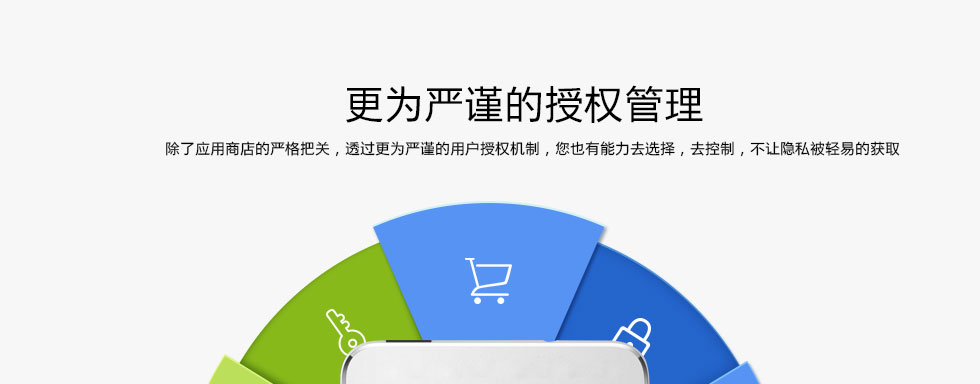 更为严谨的授权管理
除了应用商店的严格把关，透过更为严谨的用户授权机制，您也有能力去选择，去控制，不让隐私被轻易的获取